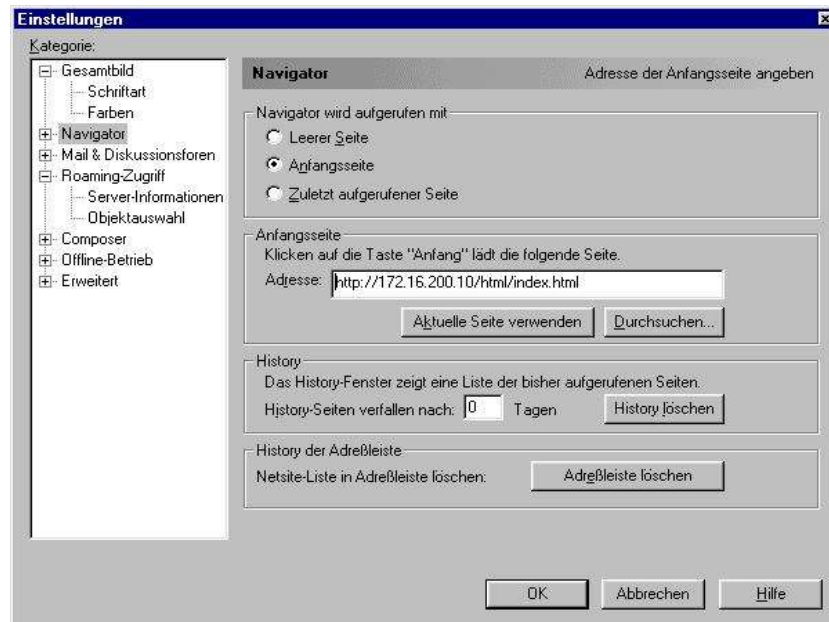 Einstellungen
Kategorie:
Gesamtbild
Schriftart
Farben
Navigator
Mail & Diskussionsforen
Roaming-Zugriff
Server-Informationen
Objektauswahl
Composer
Offline-Betrieb
Erweitert
Navigator Adresse der Anfangsseite angeben
Navigator wird aufgerufen mit
Leerer Seite
Anfangsseite
Zuletzt aufgerufener Seite
Anfangsseite
Klicken auf die Taste "Anfang" lädt die folgende Seite.
Adresse: http://172.16.200.10/html/index.html
Aktuelle Seite verwenden Durchsuchen...
History
Das History-Fenster zeigt eine Liste der bisher aufgerufenen Seiten.
History-Seiten verfallen nach: 0 Tagen History löschen
History der Adreßleiste
Netsite-Liste in Adreßleiste löschen: Adreßleiste löschen
OK Abbrechen Hilfe